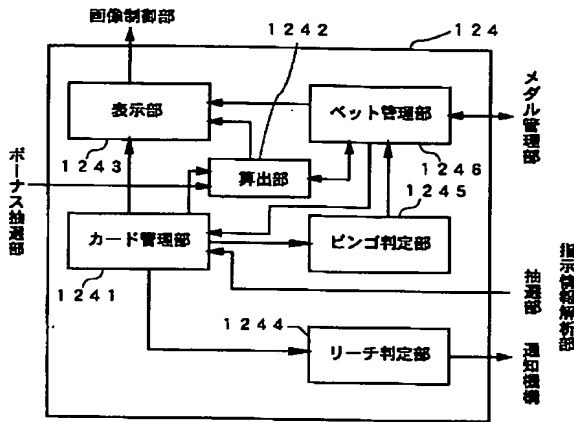 画像制御部
1242
124
表示部
ベット管理部
メダル管理部
1243
算出部
1246
ボーナス抽選部
1245
カード管理部
ビンゴ判定部
1241
抽選部
指示情報解析部
1244
リーチ判定部
通知機構